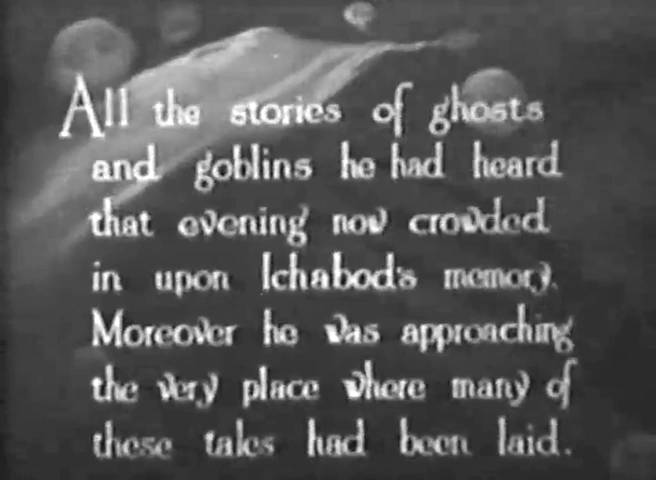 All the stories of ghosts
and goblins he had heard
that evening now crowded
in upon Ichabod's memory.
Moreover he was approaching
the very place where many of
these tales had been laid.